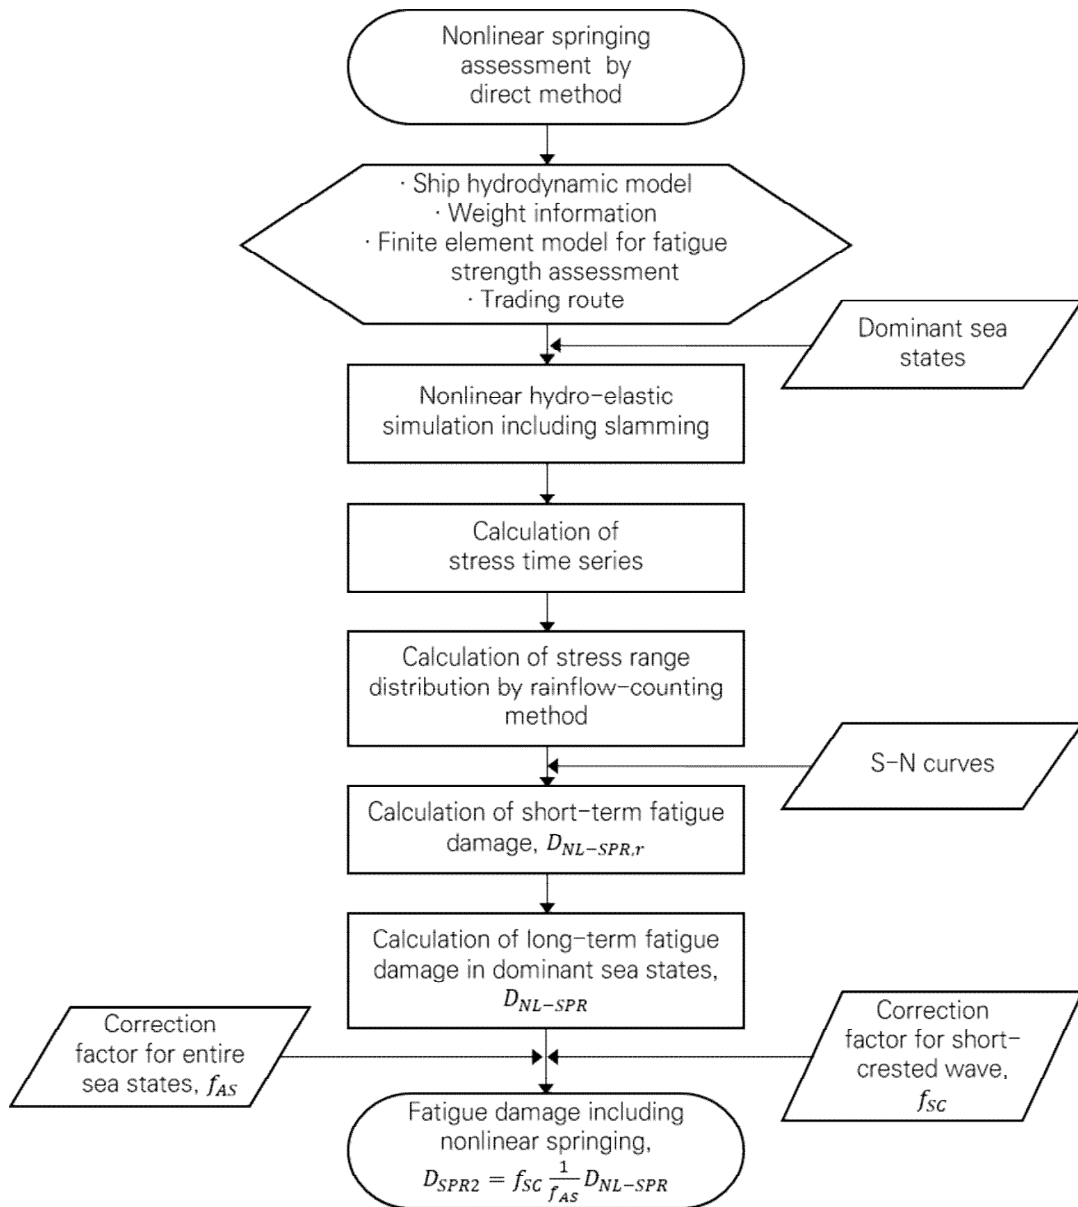 Nonlinear springing
assessment by
direct method
· Ship hydrodynamic model
· Weight information
· Finite element model for fatigue
strength assessment
· Trading route
Dominant sea
states
Nonlinear hydro-elastic
simulation including slamming
Calculation of
stress time series
Calculation of stress range
distribution by rainflow-counting
method
S-N curves
Calculation of short-term fatigue
damage, D_{NL-SPR,r}
Calculation of long-term fatigue
damage in dominant sea states,
D_{NL-SPR}
Correction
factor for entire
sea states, f_{AS}
Correction
factor for short-
crested wave,
f_{SC}
Fatigue damage including
nonlinear springing,
D_{SPR2} = f_{SC} \frac{1}{f_{AS}} D_{NL-SPR}